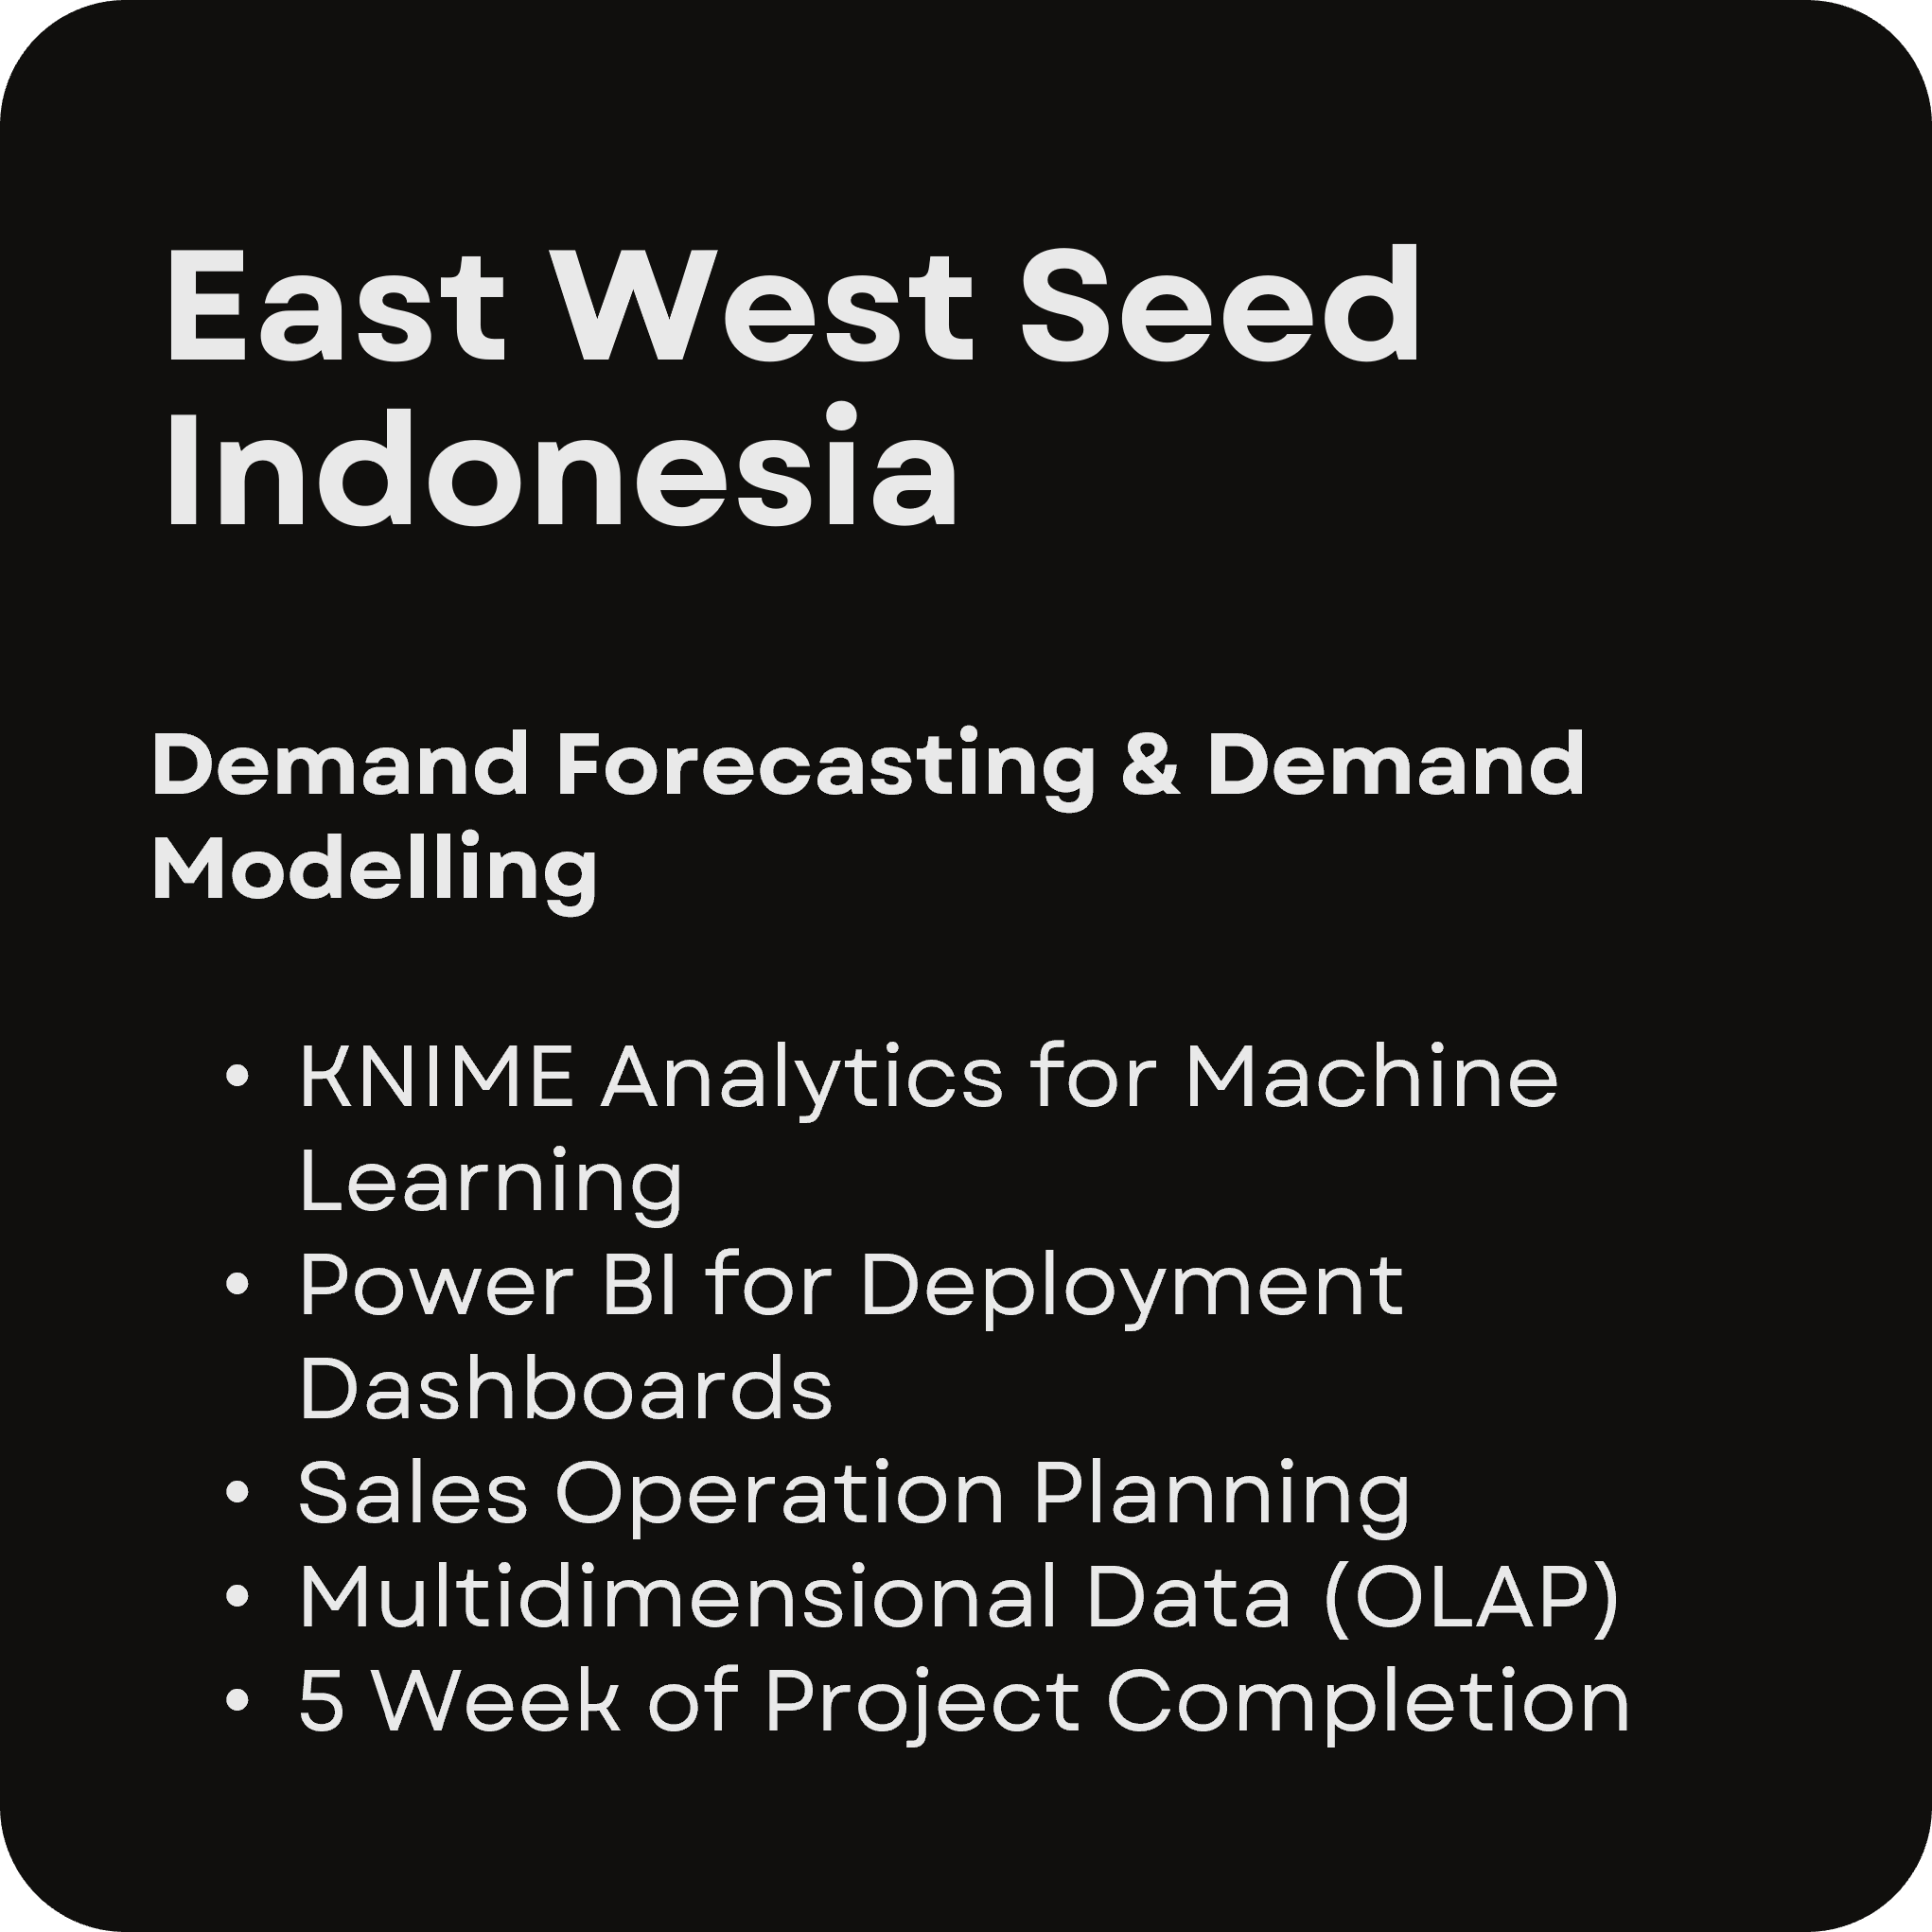 East West Seed
Indonesia
Demand Forecasting & Demand
Modelling
• KNIME Analytics for Machine
Learning
• Power BI for Deployment
Dashboards
• Sales Operation Planning
• Multidimensional Data (OLAP)
• 5 Week of Project Completion